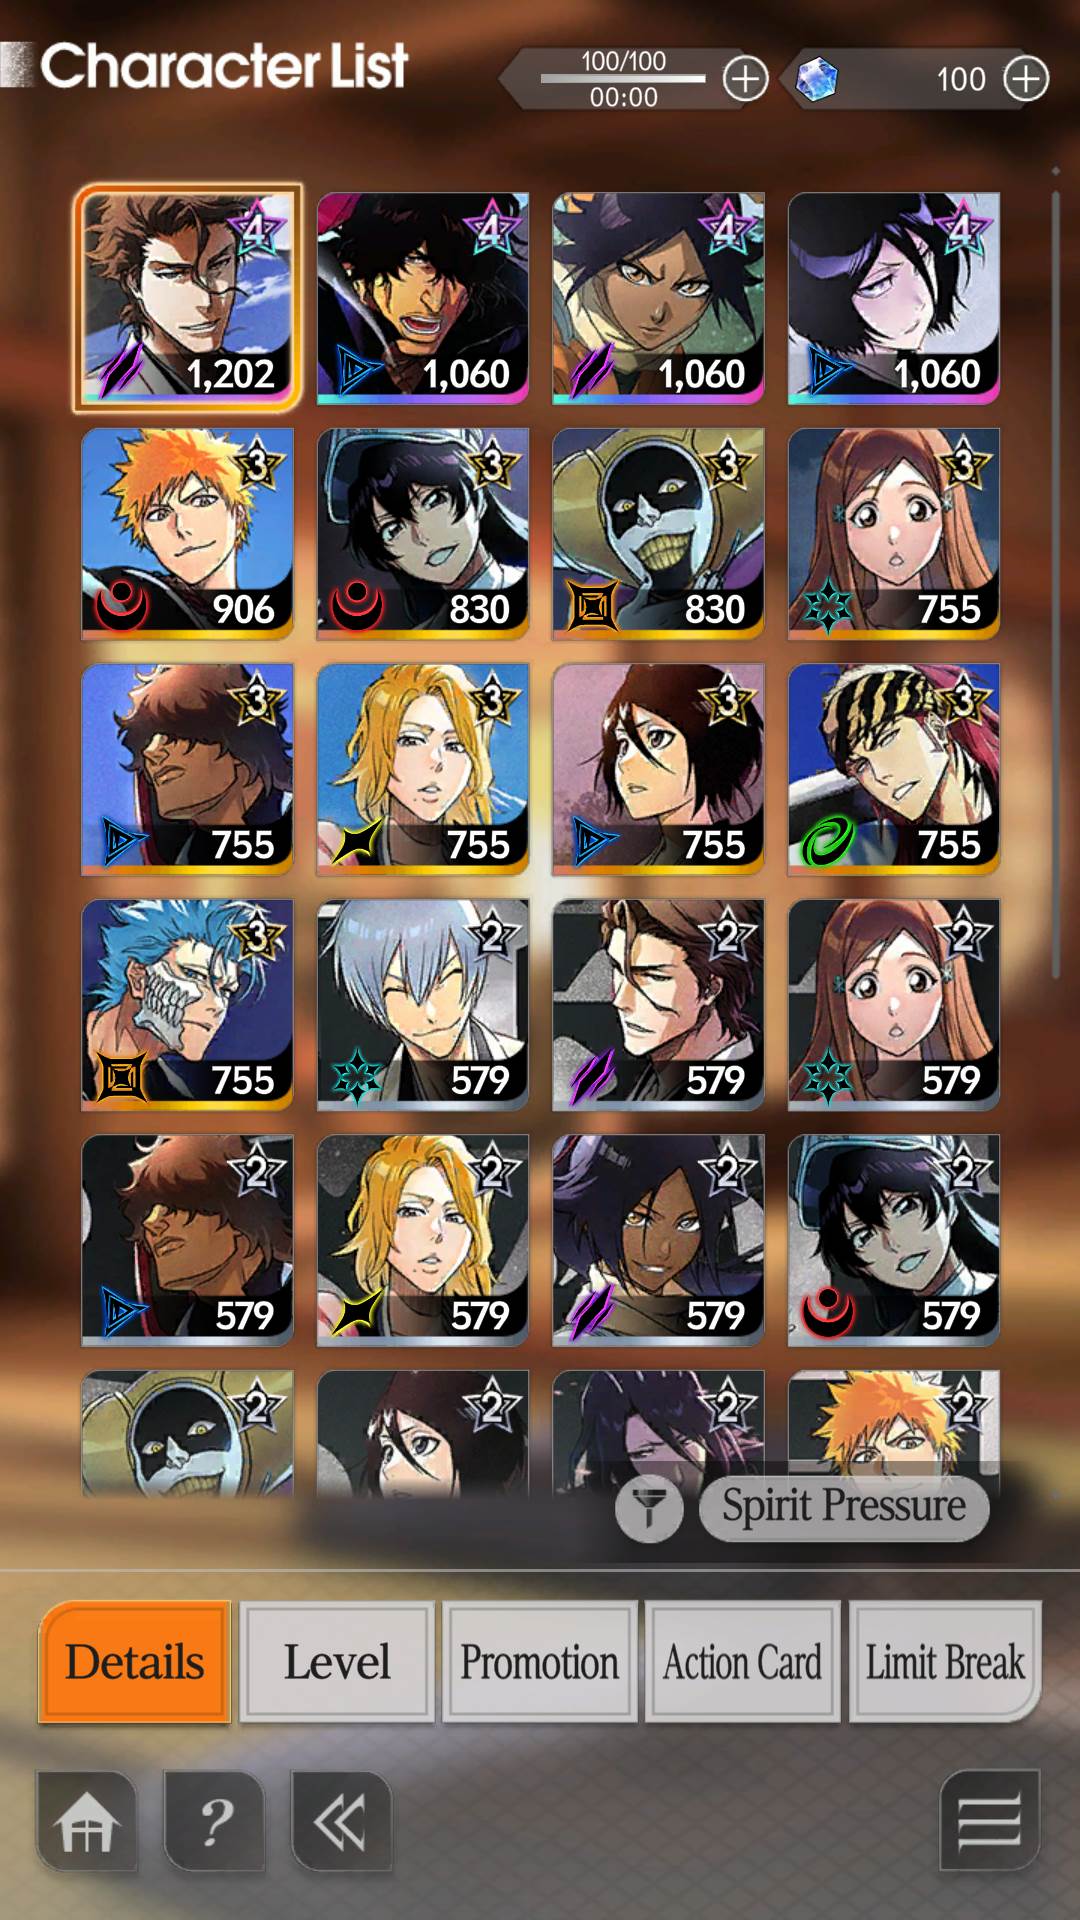 Character List
100/100
00:00
100
4 4 4 4
1,202 1,060 1,060 1,060
3 3 3 3
906 830 830 755
3 3 3 3
755 755 755 755
3 2 2 2
755 579 579 579
2 2 2 2
579 579 579 579
2 2 2 2
Spirit Pressure
Details Level Promotion Action Card Limit Break
?